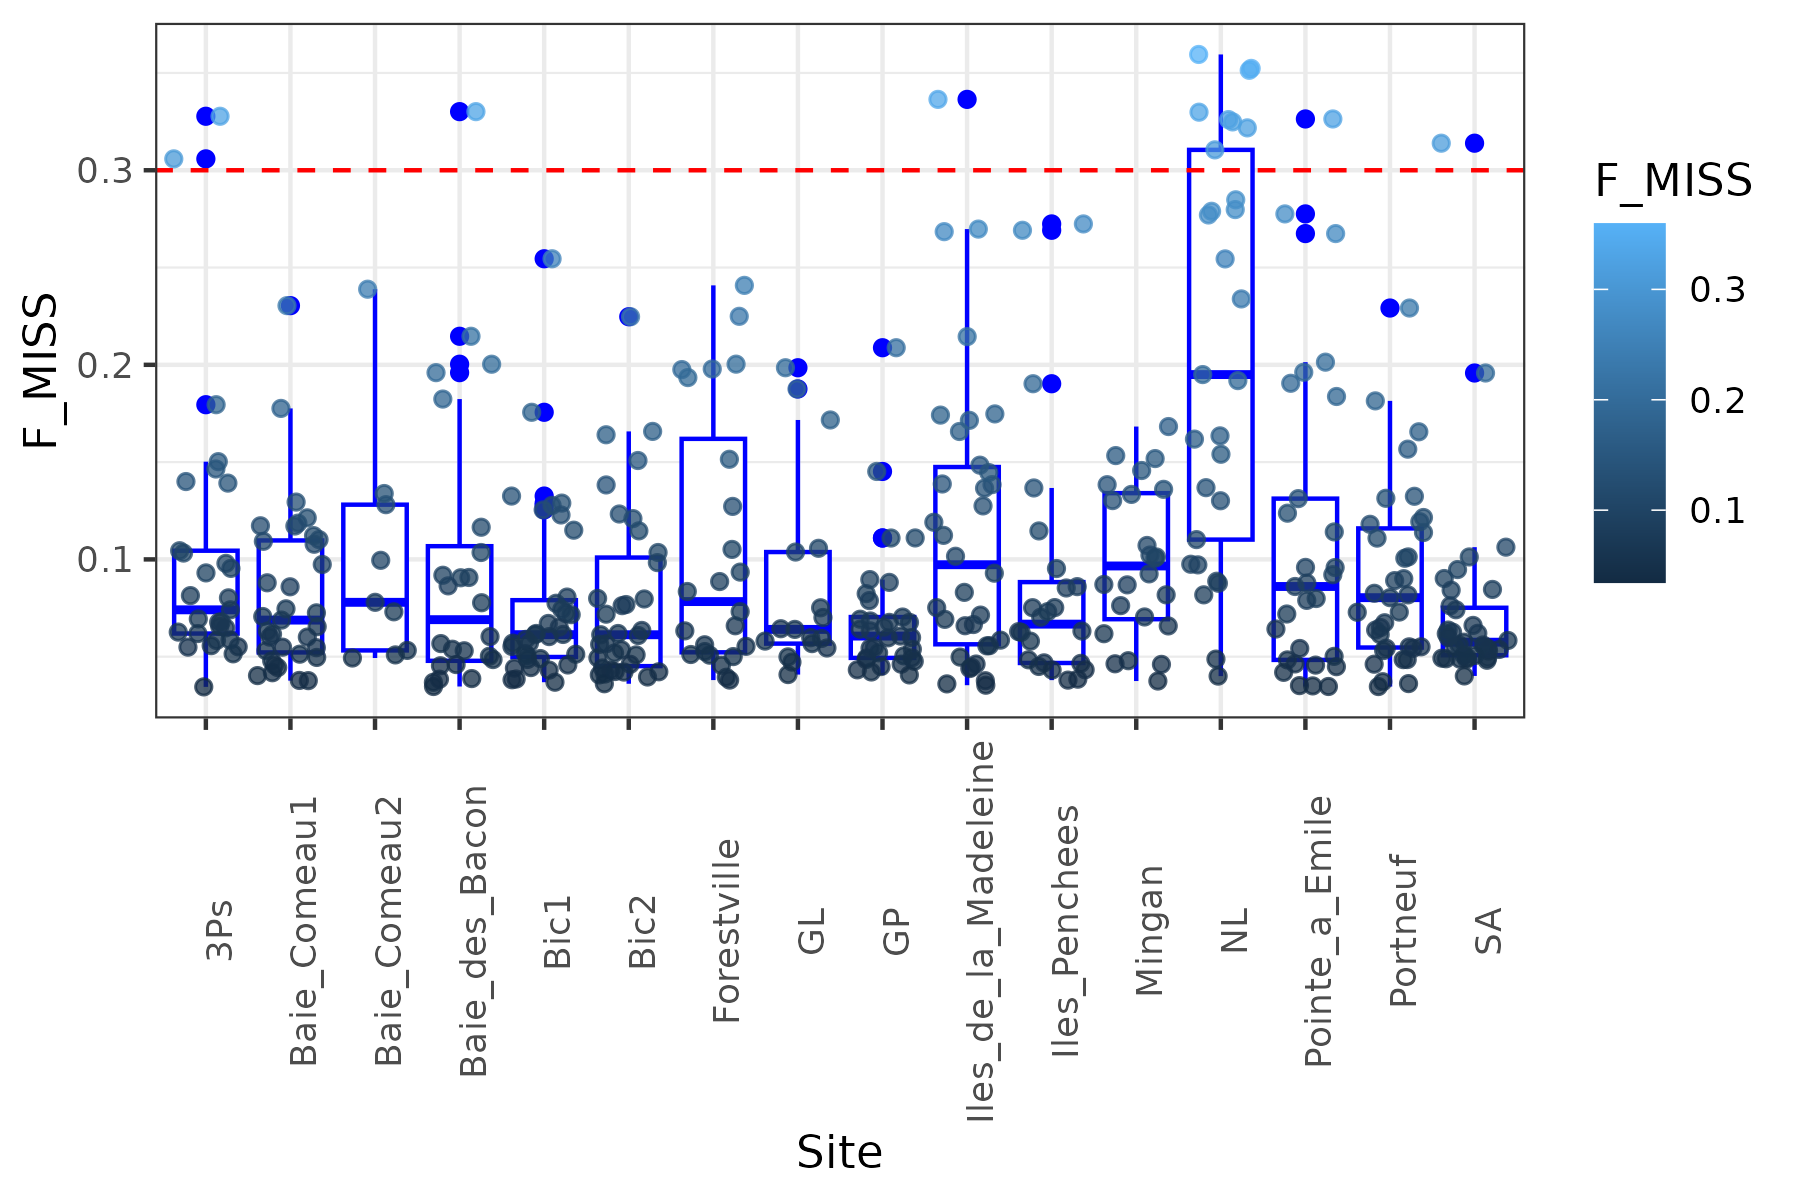 F_MISS
0.3
0.2
0.1
3Ps
Baie_Comeau1
Baie_Comeau2
Baie_des_Bacon
Bic1
Bic2
Forestville
GL
GP
Iles_de_la_Madeleine
Iles_Penchees
Mingan
NL
Pointe_a_Emile
Portneuf
SA
Site
F_MISS
0.3
0.2
0.1